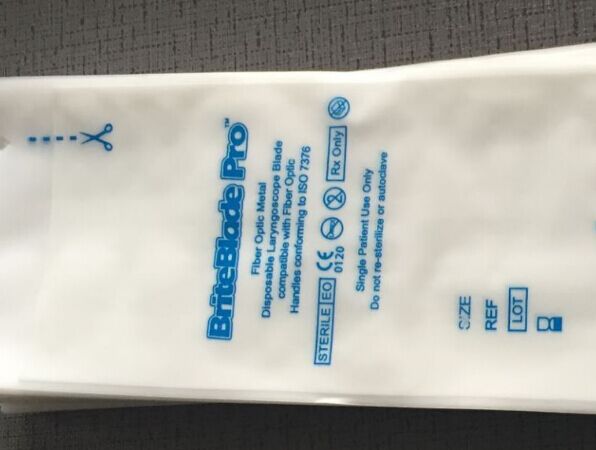 BriteBlade Pro™
Fiber Optic Metal
Disposable Laryngoscope Blade
compatible with Fiber Optic
Handles conforming to ISO 7376
STERILE EO CE 0120 2 Rx Only
Single Patient Use Only
Do not re-sterilize or autoclave
SIZE
REF
LOT